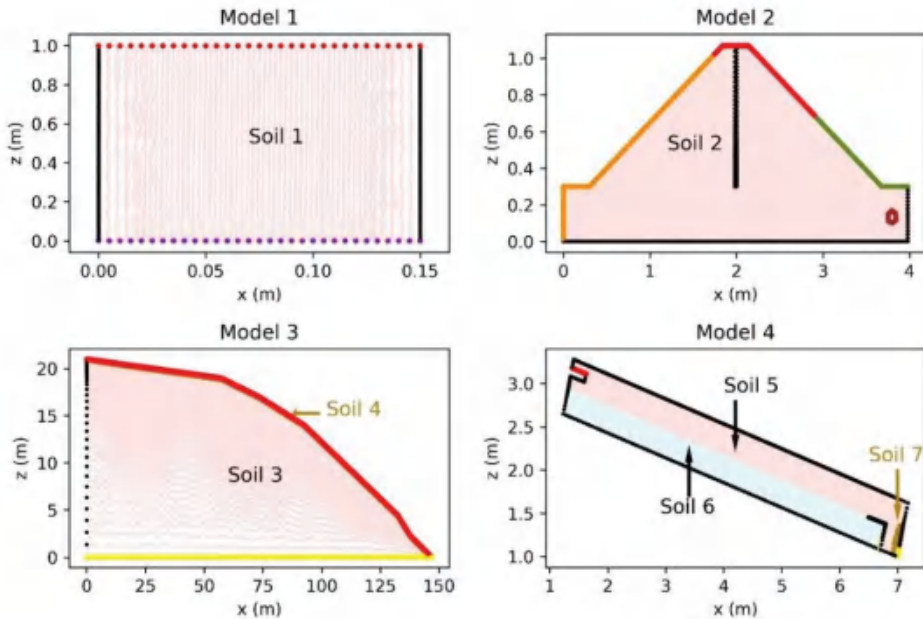 Model 1
z (m)
1.0
0.8
0.6
0.4
0.2
0.0
Soil 1
0.00
0.05
0.10
0.15
x (m)
Model 2
z (m)
1.0
0.8
0.6
0.4
0.2
0.0
Soil 2
0
1
2
3
4
x (m)
Model 3
z (m)
20
15
10
5
0
Soil 4
Soil 3
0
25
50
75
100
125
150
x (m)
Model 4
z (m)
3.0
2.5
2.0
1.5
1.0
Soil 5
Soil 7
Soil 6
1
2
3
4
5
6
7
x (m)